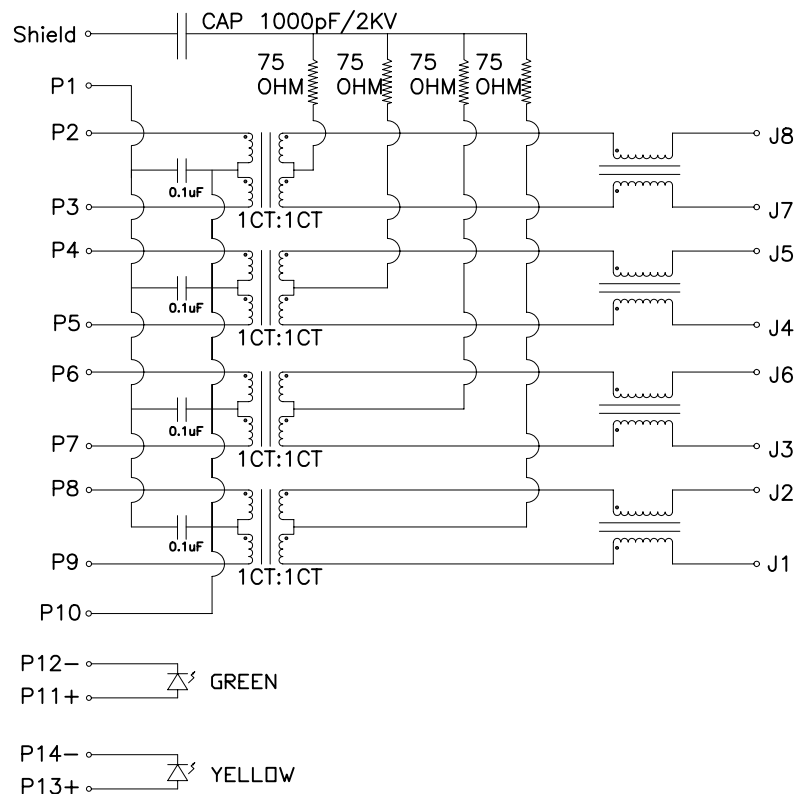 CAP 1000pF/2KV
Shield
75 OHM
75 OHM
75 OHM
75 OHM
P1
P2
J8
0.1uF
P3
J7
1CT:1CT
P4
J5
0.1uF
P5
J4
1CT:1CT
P6
J6
0.1uF
P7
J3
1CT:1CT
P8
J2
0.1uF
P9
J1
1CT:1CT
P10
P12-
GREEN
P11+
P14-
YELLOW
P13+